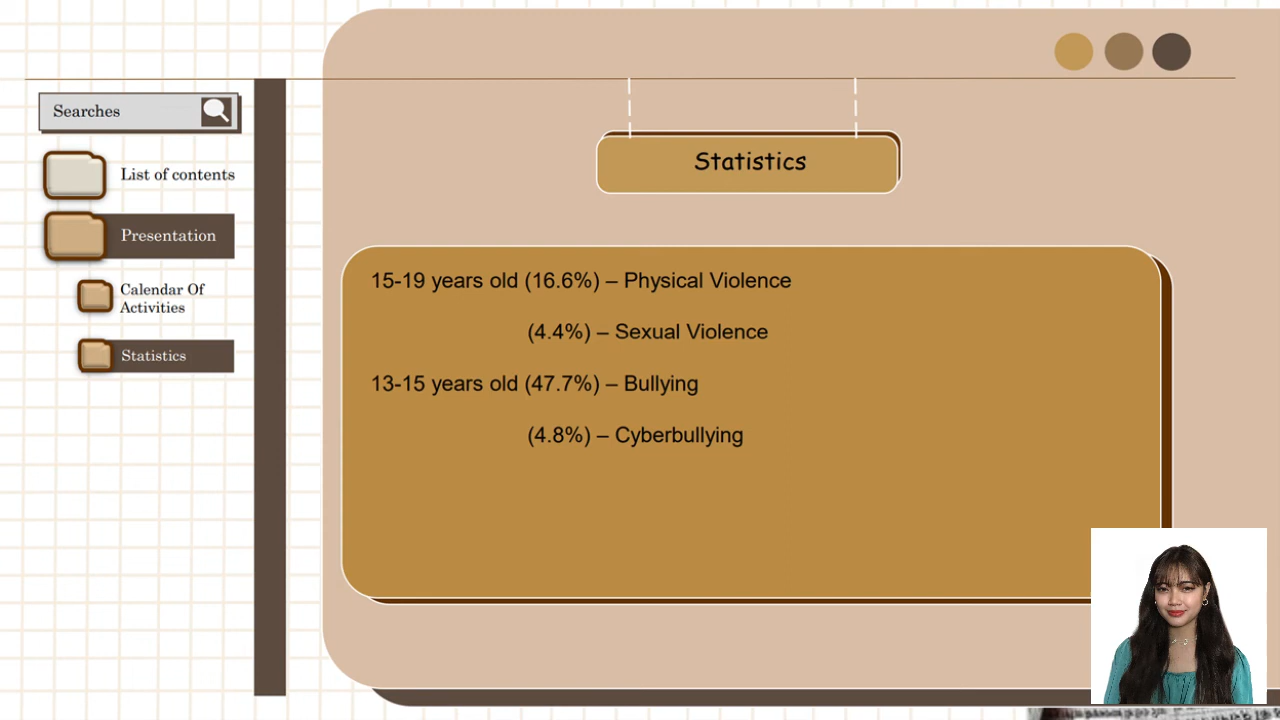 Searches
List of contents
Presentation
Calendar Of
Activities
Statistics
Statistics
15-19 years old (16.6%) – Physical Violence
(4.4%) – Sexual Violence
13-15 years old (47.7%) – Bullying
(4.8%) – Cyberbullying